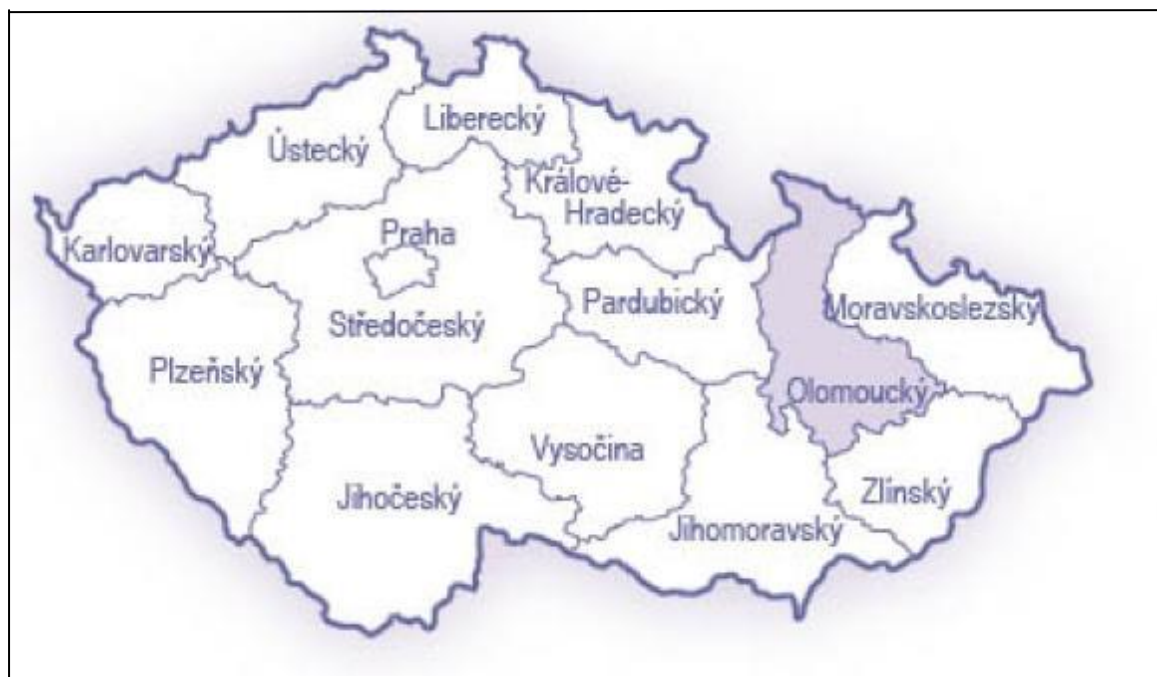 Liberecký
Ústecký
Králové-
Hradecký
Praha
Karlovarský
Pardubický
Moravskoslezský
Středočeský
Plzeňský
Olomoucký
Vysočina
Jihočeský
Zlínský
Jihomoravský